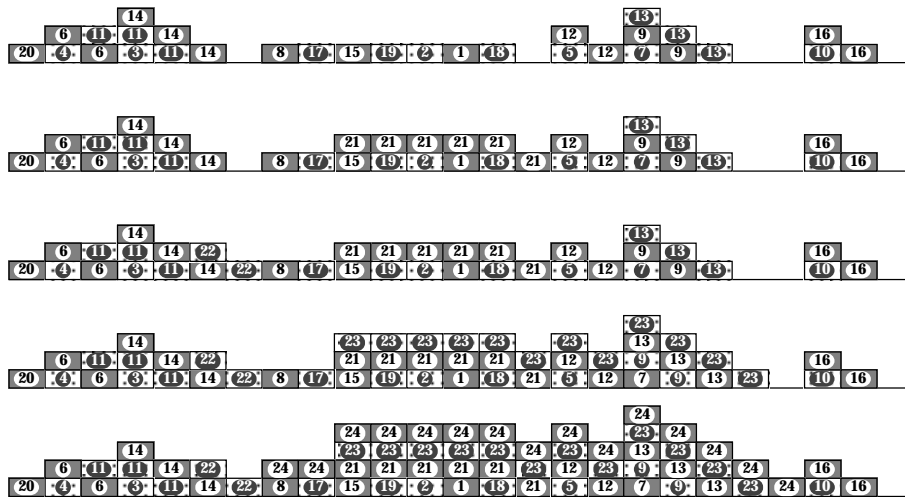 14 13
6 11 11 14 12 9 13 16
20 4 6 3 11 14 8 17 15 19 2 1 18 5 12 7 9 13 10 16
14 13
6 11 11 14 21 21 21 21 21 12 9 13 16
20 4 6 3 11 14 8 17 15 19 2 1 18 21 5 12 7 9 13 10 16
14 13
6 11 11 14 22 21 21 21 21 21 12 9 13 16
20 4 6 3 11 14 22 8 17 15 19 2 1 18 21 5 12 7 9 13 10 16
23
14 23 23 23 23 23 23 13 23
6 11 11 14 22 21 21 21 21 21 23 12 23 9 13 23 16
20 4 6 3 11 14 22 8 17 15 19 2 1 18 21 5 12 7 9 13 23 10 16
24
24 24 24 24 24 24 23 24
14 23 23 23 23 23 24 23 24 13 23 24
6 11 11 14 22 24 24 21 21 21 21 21 23 12 23 9 13 23 24 16
20 4 6 3 11 14 22 8 17 15 19 2 1 18 21 5 12 7 9 13 23 24 10 16